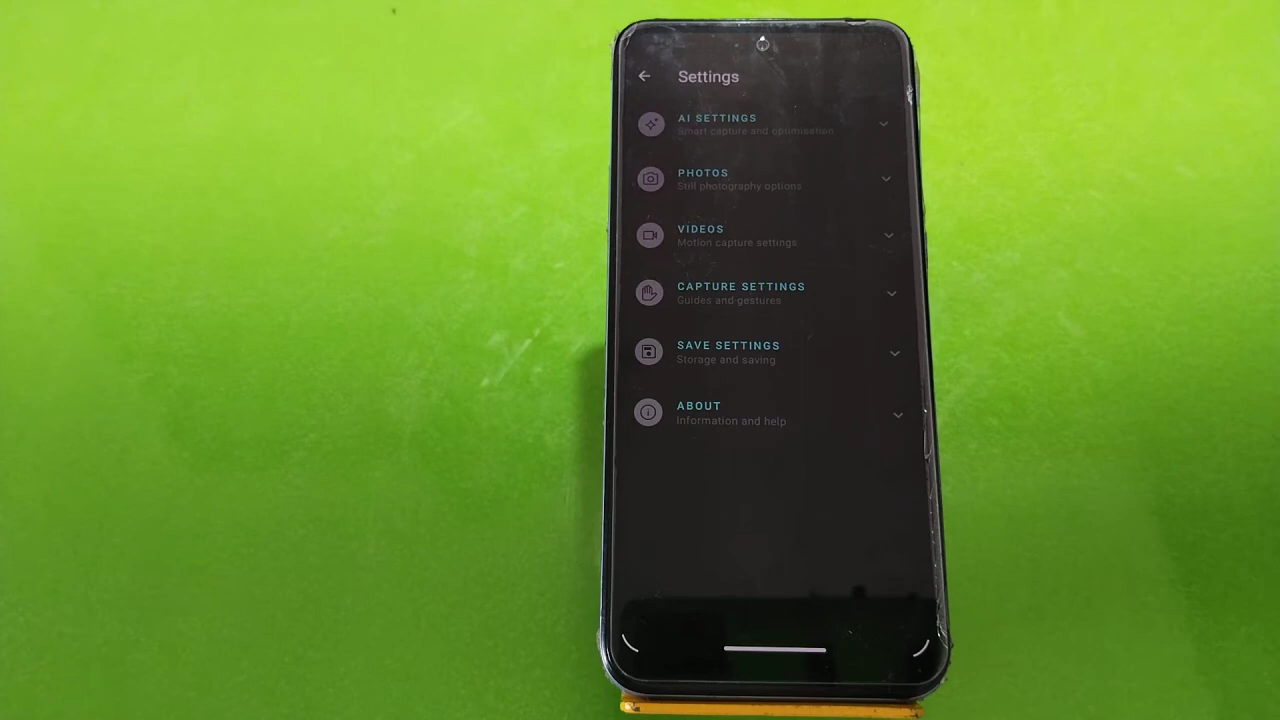 Settings
AI SETTINGS
Smart capture and optimisation
PHOTOS
Still photography options
VIDEOS
Motion capture settings
CAPTURE SETTINGS
Guides and gestures
SAVE SETTINGS
Storage and saving
ABOUT
Information and help